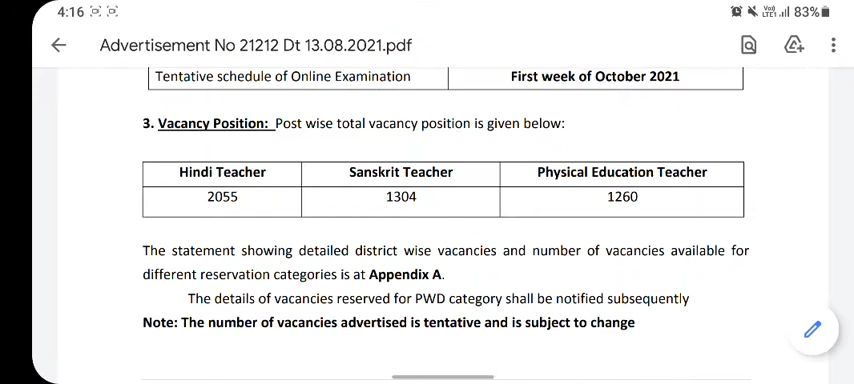 4:16
Vo))
LTE1 83%
Advertisement No 21212 Dt 13.08.2021.pdf
Tentative schedule of Online Examination First week of October 2021
3. Vacancy Position: Post wise total vacancy position is given below:
Hindi Teacher Sanskrit Teacher Physical Education Teacher
2055 1304 1260
The statement showing detailed district wise vacancies and number of vacancies available for
different reservation categories is at Appendix A.
The details of vacancies reserved for PWD category shall be notified subsequently
Note: The number of vacancies advertised is tentative and is subject to change